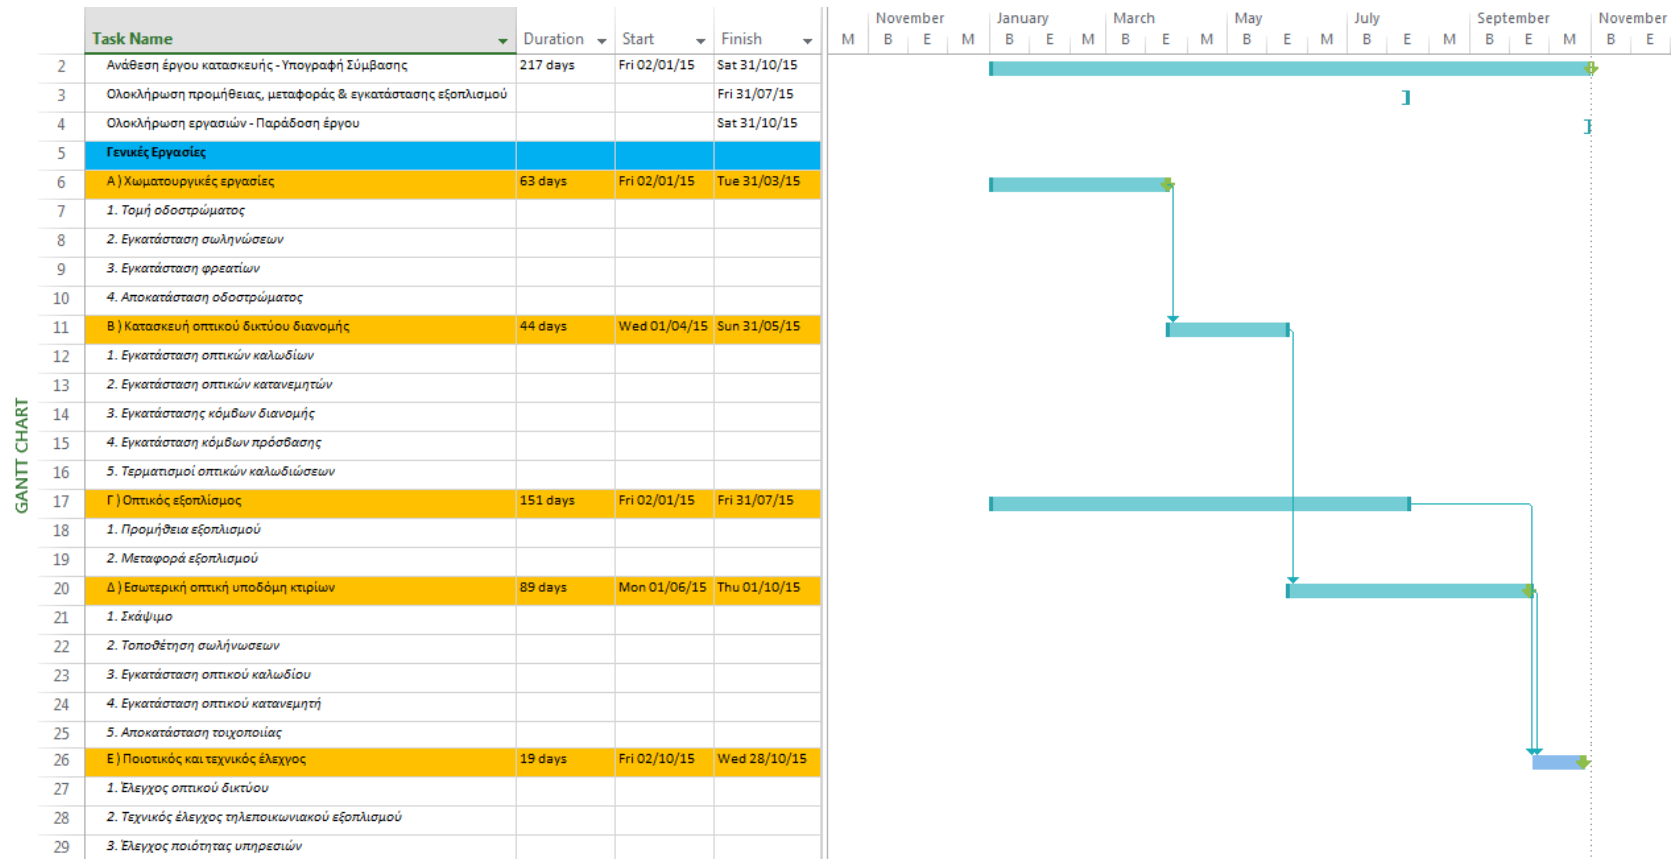 November January March May July September November
Task Name Duration Start Finish M B E M B E M B E M B E M B E M B E M B E
2 Ανάθεση έργου κατασκευής - Υπογραφή Σύμβασης 217 days Fri 02/01/15 Sat 31/10/15
3 Ολοκλήρωση προμήθειας, μεταφοράς & εγκατάστασης εξοπλισμού Fri 31/07/15
4 Ολοκλήρωση εργασιών - Παράδοση έργου Sat 31/10/15
5 Γενικές Εργασίες
6 Α ) Χωματουργικές εργασίες 63 days Fri 02/01/15 Tue 31/03/15
7 1. Τομή οδοστρώματος
8 2. Εγκατάσταση σωληνώσεων
9 3. Εγκατάσταση φρεατίων
10 4. Αποκατάσταση οδοστρώματος
11 Β ) Κατασκευή οπτικού δικτύου διανομής 44 days Wed 01/04/15 Sun 31/05/15
12 1. Εγκατάσταση οπτικών καλωδίων
13 2. Εγκατάσταση οπτικών κατανεμητών
14 3. Εγκατάστασης κόμβων διανομής
15 4. Εγκατάσταση κόμβων πρόσβασης
16 5. Τερματισμοί οπτικών καλωδιώσεων
17 Γ ) Οπτικός εξοπλίσμος 151 days Fri 02/01/15 Fri 31/07/15
18 1. Προμήθεια εξοπλισμού
19 2. Μεταφορά εξοπλισμού
20 Δ ) Εσωτερική οπτική υποδόμη κτιρίων 89 days Mon 01/06/15 Thu 01/10/15
21 1. Σκάψιμο
22 2. Τοποθέτηση σωλήνωσεων
23 3. Εγκατάσταση οπτικού καλωδίου
24 4. Εγκατάσταση οπτικού κατανεμητή
25 5. Αποκατάσταση τοιχοποιίας
26 Ε ) Ποιοτικός και τεχνικός έλεχγος 19 days Fri 02/10/15 Wed 28/10/15
27 1. Έλεγχος οπτικού δικτύου
28 2. Τεχνικός έλεγχος τηλεποικωνιακού εξοπλισμού
29 3. Έλεγχος ποιότητας υπηρεσιών
GANTT CHART